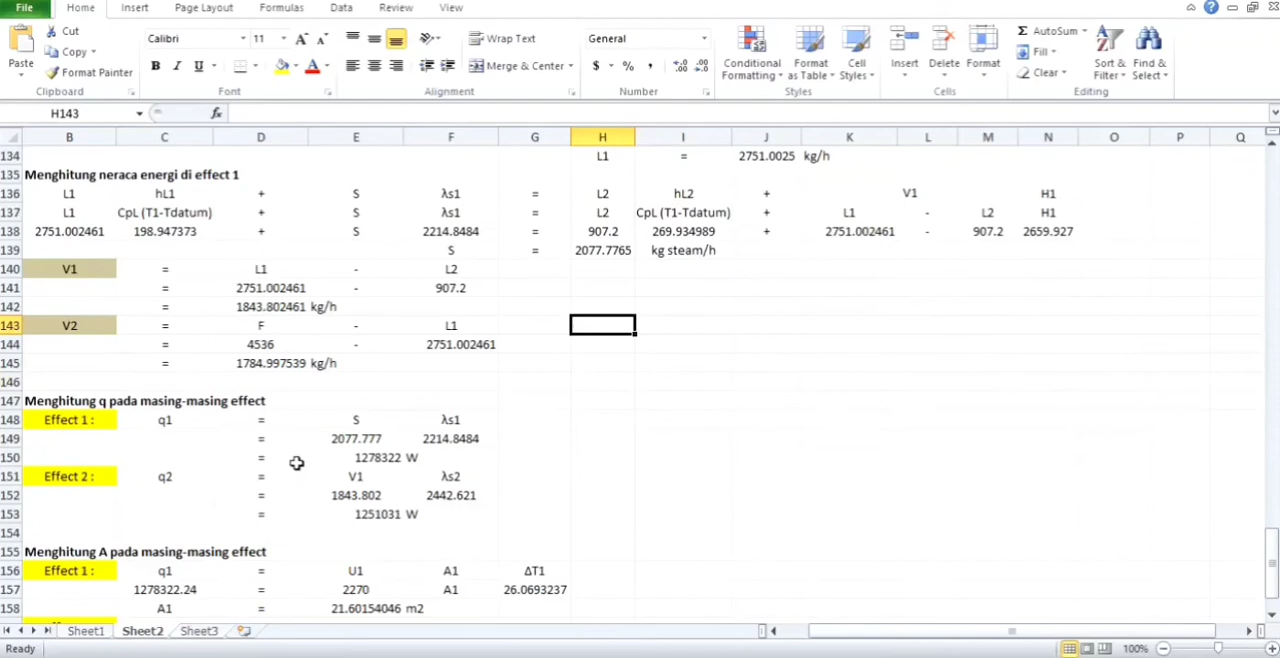 File Home Insert Page Layout Formulas Data Review View
Cut
Copy
Format Painter
Paste
Calibri 11
B I U
Wrap Text
Merge & Center
General
$ % ,
Conditional Formatting
Format as Table
Cell Styles
Insert Delete Format
Σ AutoSum
Fill
Clear
Sort & Filter
Find & Select
Clipboard Font Alignment Number Styles Cells Editing
H143 fx
B C D E F G H I J K L M N O P Q
134 L1 = 2751.0025 kg/h
135 Menghitung neraca energi di effect 1
136 L1 hL1 + S λs1 = L2 hL2 + V1 H1
137 L1 CpL (T1-Tdatum) + S λs1 = L2 CpL (T1-Tdatum) + L1 - L2 H1
138 2751.002461 198.947373 + S 2214.8484 = 907.2 269.934989 + 2751.002461 - 907.2 2659.927
139 S = 2077.7765 kg steam/h
140 V1 = L1 - L2
141 = 2751.002461 - 907.2
142 = 1843.802461 kg/h
143 V2 = F - L1
144 = 4536 - 2751.002461
145 = 1784.997539 kg/h
146
147 Menghitung q pada masing-masing effect
148 Effect 1 : q1 = S λs1
149 = 2077.777 2214.8484
150 = 1278322 W
151 Effect 2 : q2 = V1 λs2
152 = 1843.802 2442.621
153 = 1251031 W
154
155 Menghitung A pada masing-masing effect
156 Effect 1 : q1 = U1 A1 ΔT1
157 1278322.24 = 2270 A1 26.0693237
158 A1 = 21.60154046 m2
Sheet1 Sheet2 Sheet3
Ready 100%